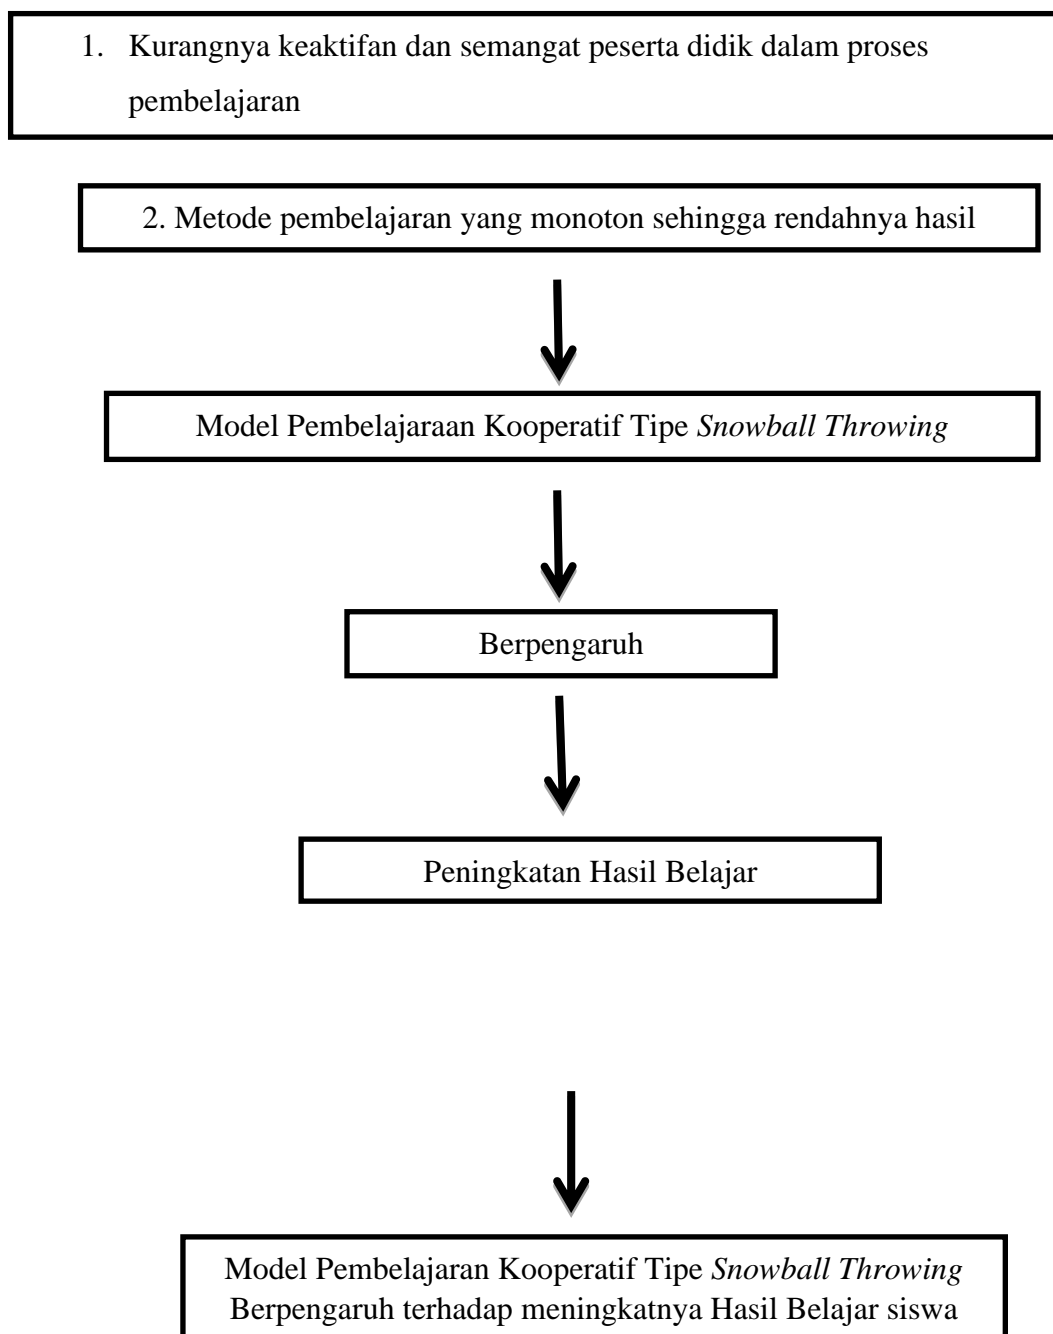 1. Kurangnya keaktifan dan semangat peserta didik dalam proses
pembelajaran
2. Metode pembelajaran yang monoton sehingga rendahnya hasil
Model Pembelajaraan Kooperatif Tipe Snowball Throwing
Berpengaruh
Peningkatan Hasil Belajar
Model Pembelajaran Kooperatif Tipe Snowball Throwing
Berpengaruh terhadap meningkatnya Hasil Belajar siswa